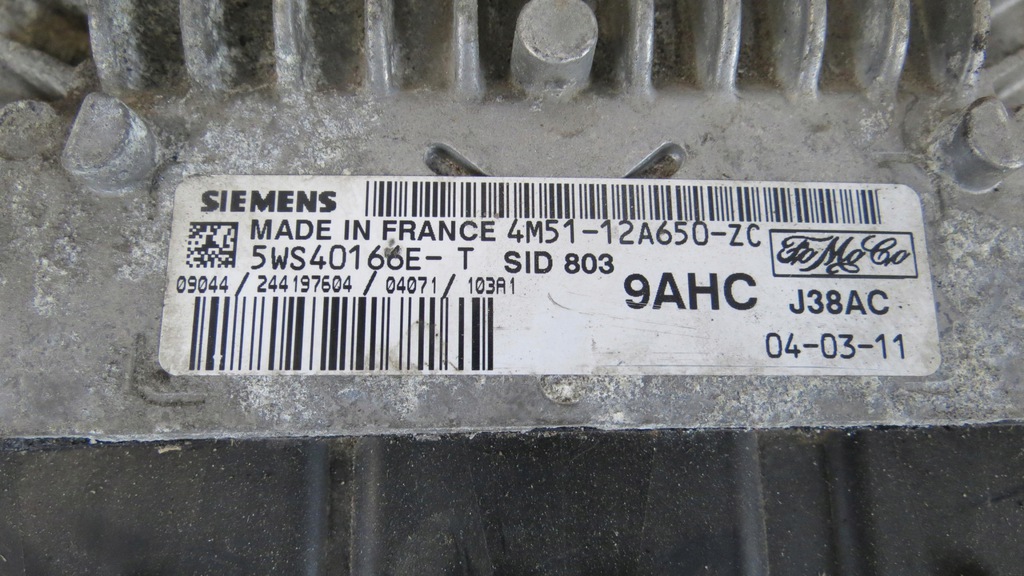 SIEMENS
MADE IN FRANCE 4M51-12A650-ZC
5WS40166E-T SID 803
FoMoCo
09044 / 244197604 / 04071 / 103A1
9AHC J38AC
04-03-11